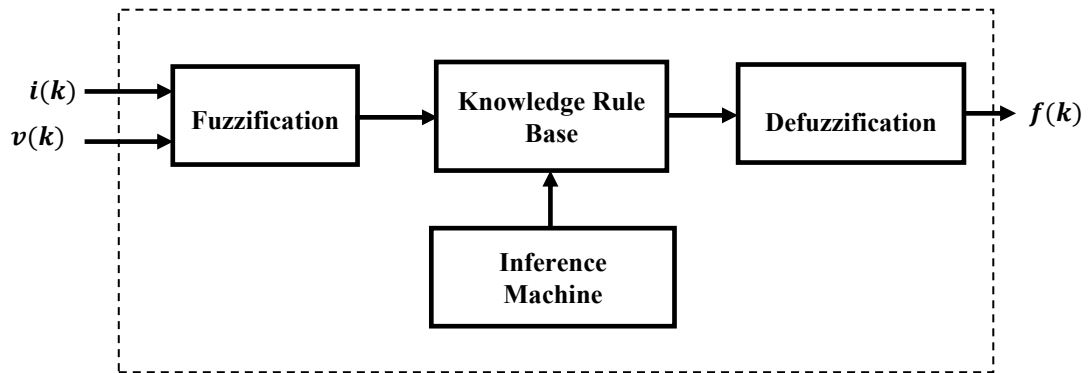 i(k)
v(k)
Fuzzification
Knowledge Rule
Base
Defuzzification
f(k)
Inference
Machine